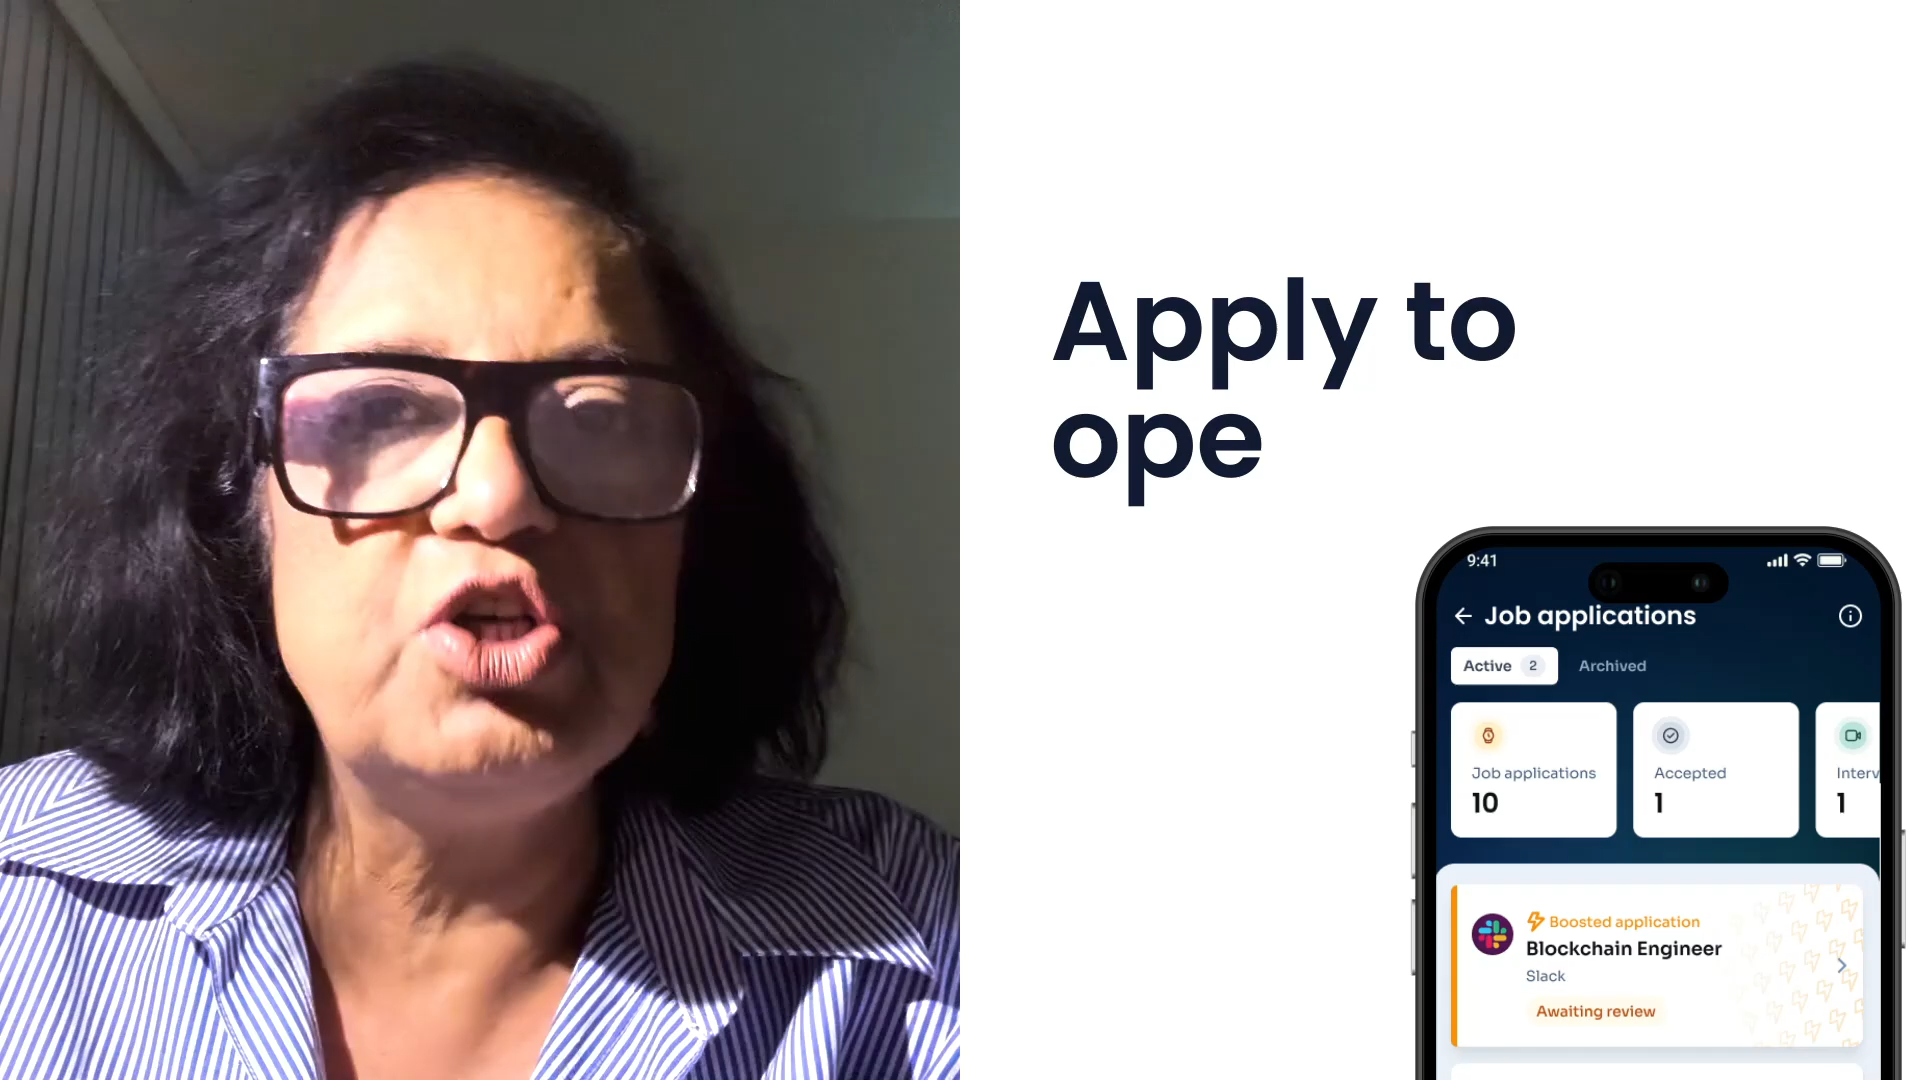 Apply to
ope
9:41
Job applications
Active 2
Archived
Job applications
10
Accepted
1
Interv
1
Boosted application
Blockchain Engineer
Slack
Awaiting review